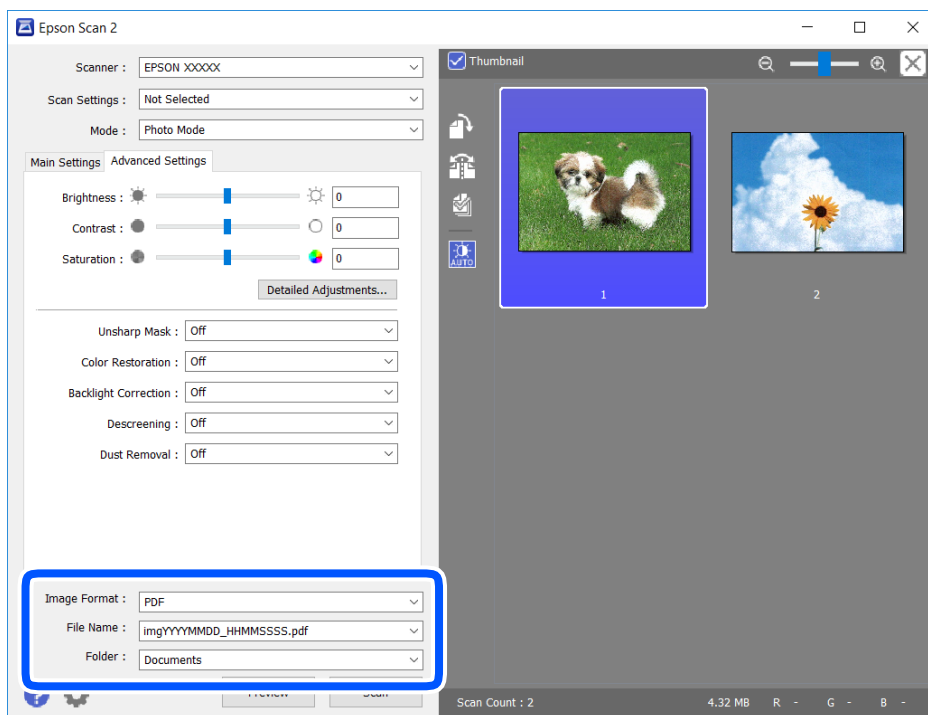 Epson Scan 2
Scanner : EPSON XXXXX
Scan Settings : Not Selected
Mode : Photo Mode
Main Settings Advanced Settings
Brightness : 0
Contrast : 0
Saturation : 0
Detailed Adjustments...
Unsharp Mask : Off
Color Restoration : Off
Backlight Correction : Off
Descreening : Off
Dust Removal : Off
Image Format : PDF
File Name : imgYYYYMMDD_HHMMSSSS.pdf
Folder : Documents
Preview Scan
Thumbnail
AUTO
1
2
Scan Count : 2 4.32 MB R - G - B -